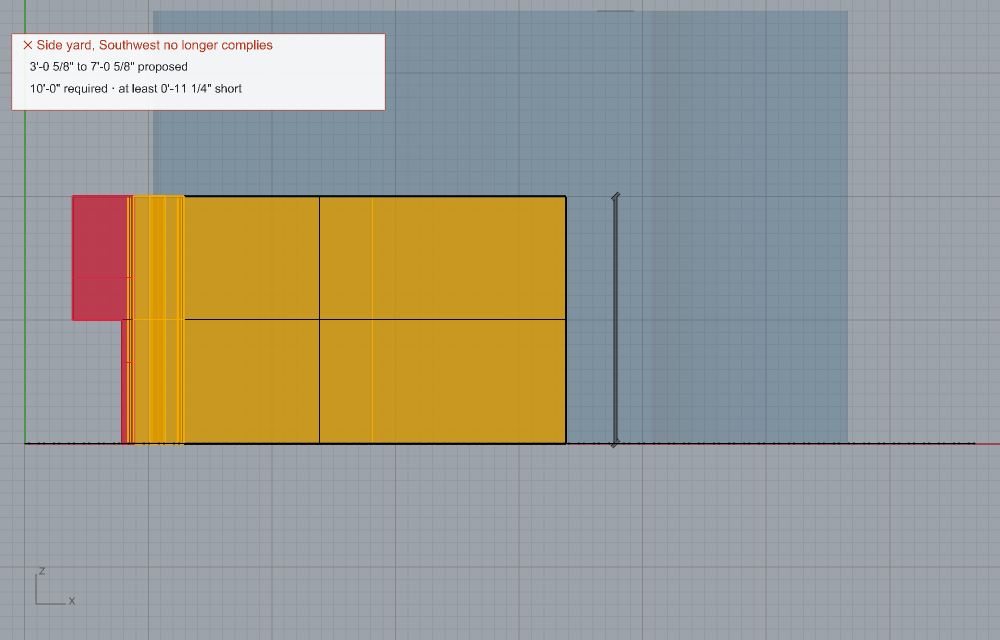 × Side yard, Southwest no longer complies
3'-0 5/8" to 7'-0 5/8" proposed
10'-0" required · at least 0'-11 1/4" short
z
x